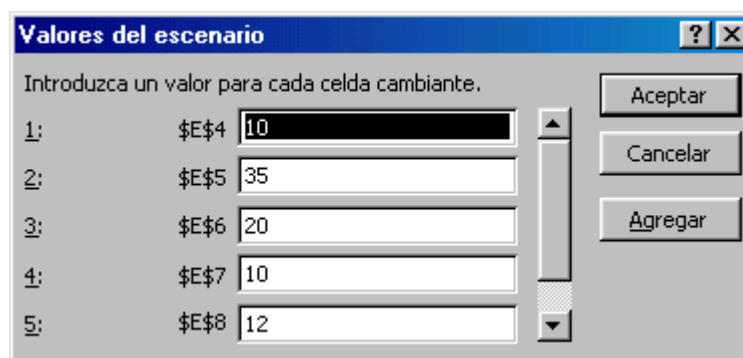 Valores del escenario
Introduzca un valor para cada celda cambiante.
Aceptar
1: $E$4 10
Cancelar
2: $E$5 35
3: $E$6 20
Agregar
4: $E$7 10
5: $E$8 12